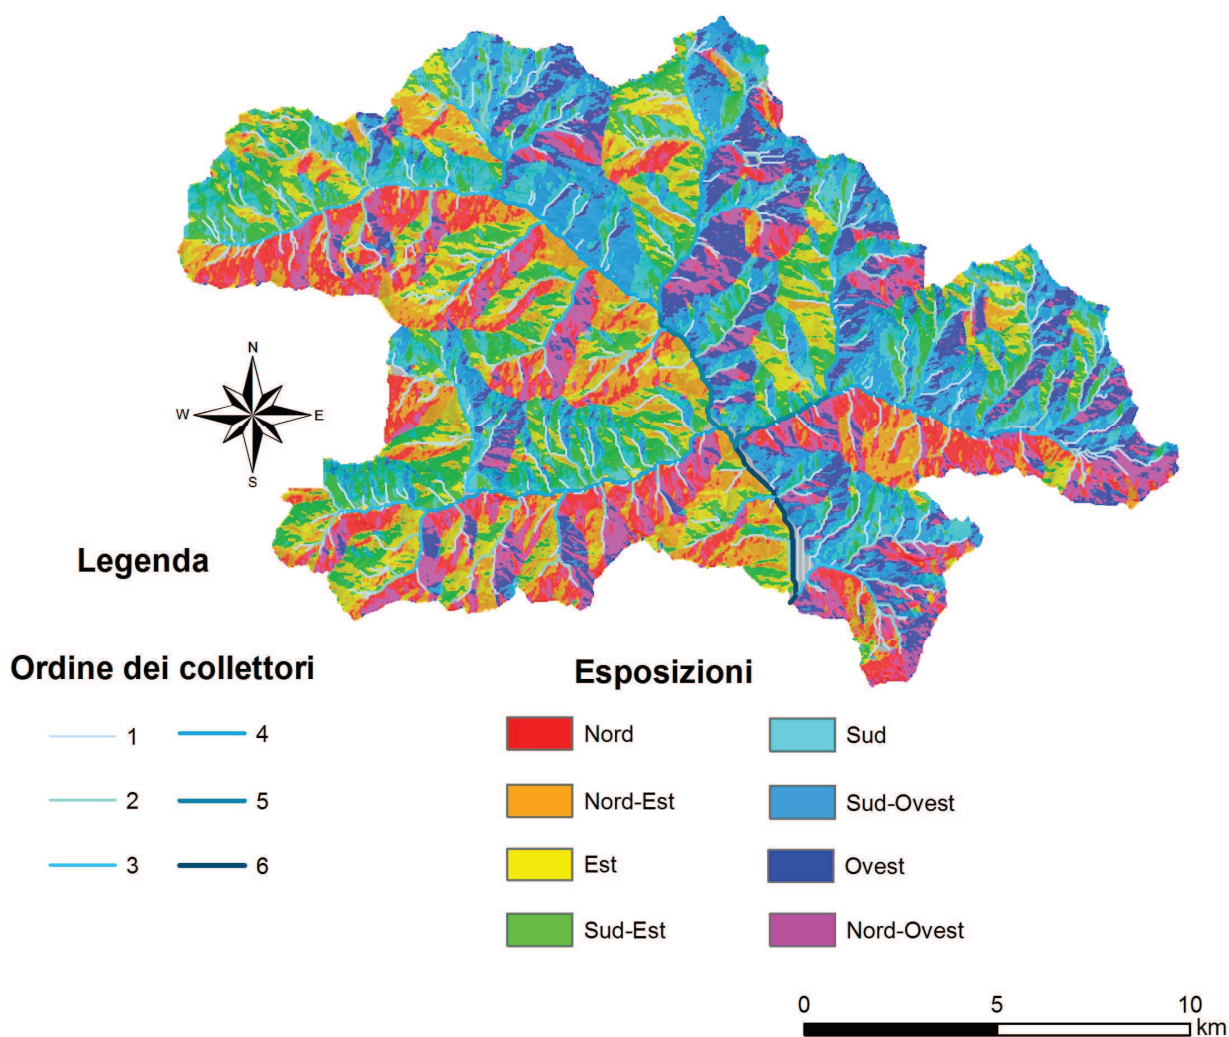 N
W E
S
Legenda
Ordine dei collettori
1 4
2 5
3 6
Esposizioni
Nord Sud
Nord-Est Sud-Ovest
Est Ovest
Sud-Est Nord-Ovest
0 5 10
km